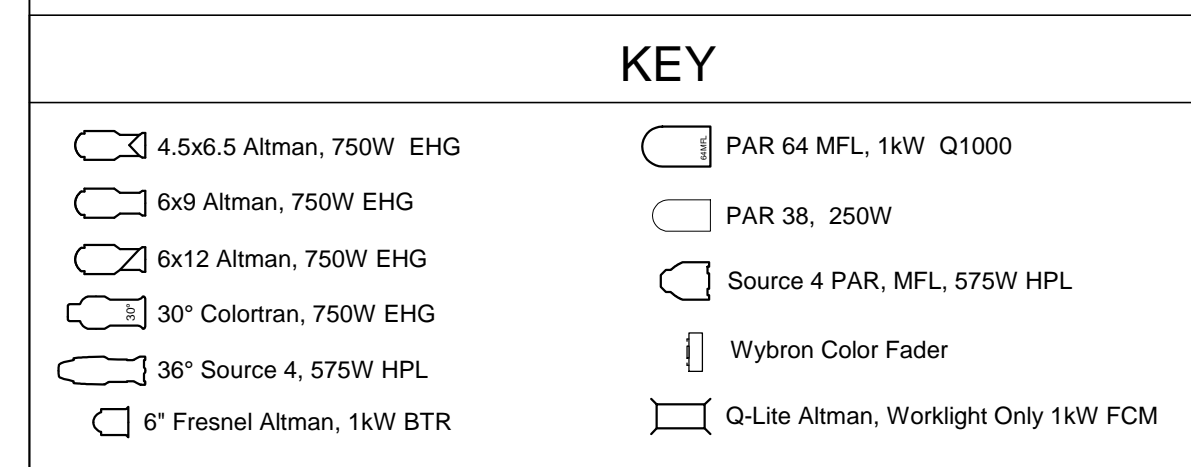 KEY
4.5x6.5 Altman, 750W EHG
6x9 Altman, 750W EHG
6x12 Altman, 750W EHG
30° 30° Colortran, 750W EHG
36° Source 4, 575W HPL
6" Fresnel Altman, 1kW BTR
64MFL PAR 64 MFL, 1kW Q1000
PAR 38, 250W
Source 4 PAR, MFL, 575W HPL
Wybron Color Fader
Q-Lite Altman, Worklight Only 1kW FCM